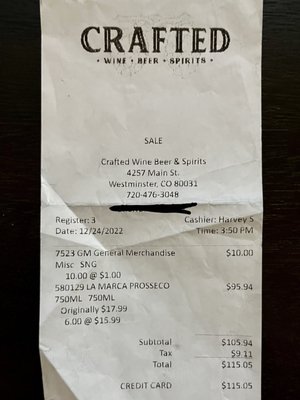 CRAFTED
• WINE • BEER • SPIRITS •
SALE
Crafted Wine Beer & Spirits
4257 Main St.
Westminster, CO 80031
720-476-3048
Register: 3 Cashier: Harvey S
Date: 12/24/2022 Time: 3:50 PM
7523 GM General Merchandise $10.00
Misc SNG
10.00 @ $1.00
580129 LA MARCA PROSSECO $95.94
750ML 750ML
Originally $17.99
6.00 @ $15.99
Subtotal $105.94
Tax $9.11
Total $115.05
CREDIT CARD $115.05